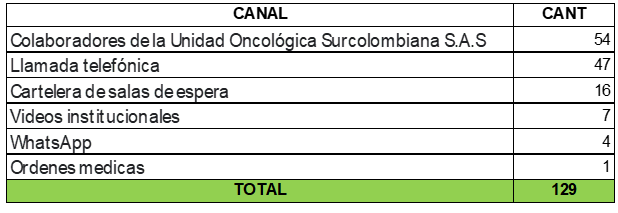 CANAL CANT
Colaboradores de la Unidad Oncológica Surcolombiana S.A.S 54
Llamada telefónica 47
Cartelera de salas de espera 16
Videos institucionales 7
WhatsApp 4
Ordenes medicas 1
TOTAL 129